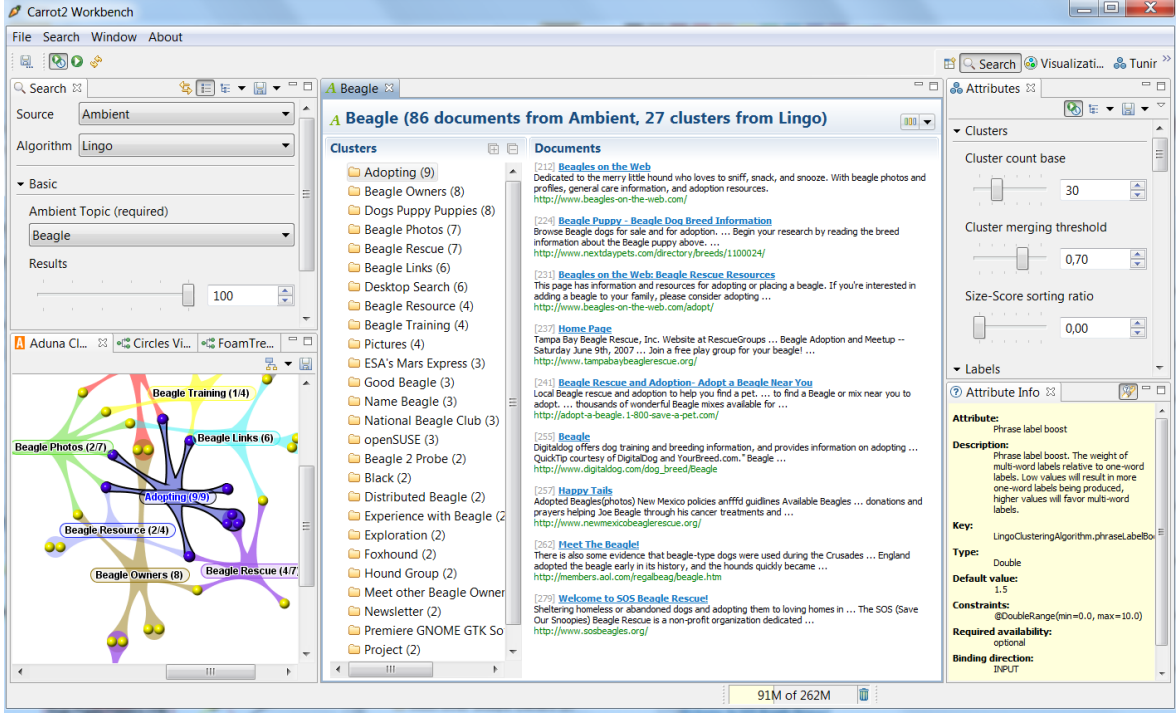 Carrot2 Workbench
File Search Window About
Search Visualizati... Tunir
Search
Source Ambient
Algorithm Lingo
Basic
Ambient Topic (required)
Beagle
Results
100
Aduna Cl... Circles Vi... FoamTre...
Beagle Training (1/4)
Beagle Links (6)
Beagle Photos (2/7)
Adopting (9/9)
Beagle Resource (2/4)
Beagle Owners (8)
Beagle Rescue (4/7
Beagle
Beagle (86 documents from Ambient, 27 clusters from Lingo)
Clusters
Adopting (9)
Beagle Owners (8)
Dogs Puppy Puppies (8)
Beagle Photos (7)
Beagle Rescue (7)
Beagle Links (6)
Desktop Search (6)
Beagle Resource (4)
Beagle Training (4)
Pictures (4)
ESA's Mars Express (3)
Good Beagle (3)
Name Beagle (3)
National Beagle Club (3)
openSUSE (3)
Beagle 2 Probe (2)
Black (2)
Distributed Beagle (2)
Experience with Beagle (2
Exploration (2)
Foxhound (2)
Hound Group (2)
Meet other Beagle Owner
Newsletter (2)
Premiere GNOME GTK So
Project (2)
Documents
[212] Beagles on the Web
Dedicated to the merry little hound who loves to sniff, snack, and snooze. With beagle photos and
profiles, general care information, and adoption resources.
http://www.beagles-on-the-web.com/
[224] Beagle Puppy - Beagle Dog Breed Information
Browse Beagle dogs for sale and for adoption. ... Begin your research by reading the breed
information about the Beagle puppy above. ...
http://www.nextdaypets.com/directory/breeds/1100024/
[231] Beagles on the Web: Beagle Rescue Resources
This page has information and resources for adopting or placing a beagle. If you're interested in
adding a beagle to your family, please consider adopting ...
http://www.beagles-on-the-web.com/adopt/
[237] Home Page
Tampa Bay Beagle Rescue, Inc. Website at RescueGroups ... Beagle Adoption and Meetup --
Saturday June 9th, 2007 ... Join a free play group for your beagle! ...
http://www.tampabaybeaglerescue.org/
[241] Beagle Rescue and Adoption- Adopt a Beagle Near You
Local Beagle rescue and adoption to help you find a pet. ... to find a Beagle or mix near you to
adopt. ... thousands of wonderful Beagle mixes available for ...
http://adopt-a-beagle.1-800-save-a-pet.com/
[255] Beagle
Digitaldog offers dog training and breeding information, and provides information on adopting ...
QuickTip courtesy of DigitalDog and YourBreed.com." Beagle ...
http://www.digitaldog.com/dog_breed/Beagle
[257] Happy Tails
Adopted Beagles(photos) New Mexico policies anfffd guidlines Available Beagles ... donations and
prayers helping Joe Beagle through his cancer treatments and ...
http://www.newmexicobeaglerescue.org/
[262] Meet The Beagle!
There is also some evidence that beagle-type dogs were used during the Crusades ... England
adopted the beagle early in its history, and the hounds quickly became ...
http://members.aol.com/regalbeag/beagle.htm
[279] Welcome to SOS Beagle Rescue!
Sheltering homeless or abandoned dogs and adopting them to loving homes in ... The SOS (Save
Our Snoopies) Beagle Rescue is a non-profit organization dedicated ...
http://www.sosbeagles.org/
Attributes
Clusters
Cluster count base
30
Cluster merging threshold
0,70
Size-Score sorting ratio
0,00
Labels
Attribute Info
Attribute:
Phrase label boost
Description:
Phrase label boost. The weight of
multi-word labels relative to one-word
labels. Low values will result in more
one-word labels being produced,
higher values will favor multi-word
labels.
Key:
LingoClusteringAlgorithm.phraseLabelBo
Type:
Double
Default value:
1.5
Constraints:
@DoubleRange(min=0.0, max=10.0)
Required availability:
optional
Binding direction:
INPUT
91M of 262M